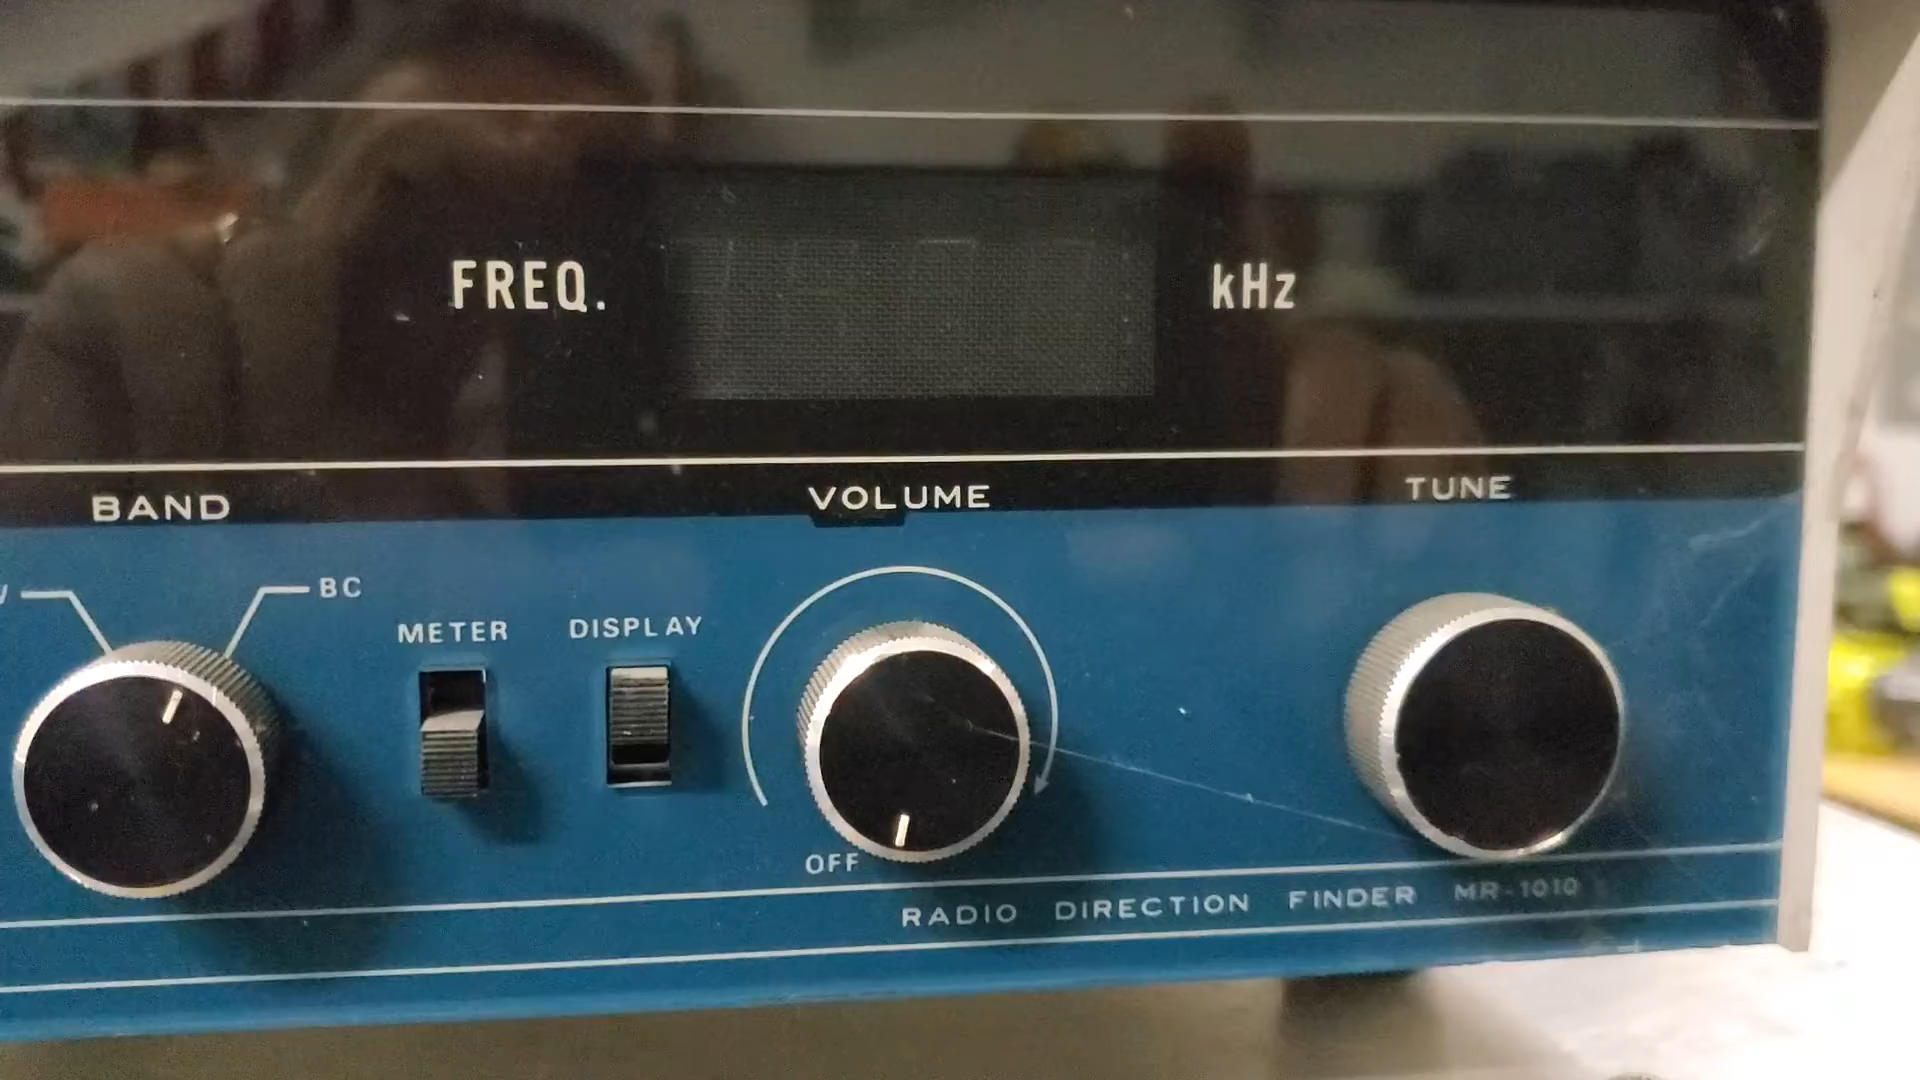 FREQ. kHz
BAND VOLUME TUNE
BC
METER DISPLAY
OFF
RADIO DIRECTION FINDER MR-1010